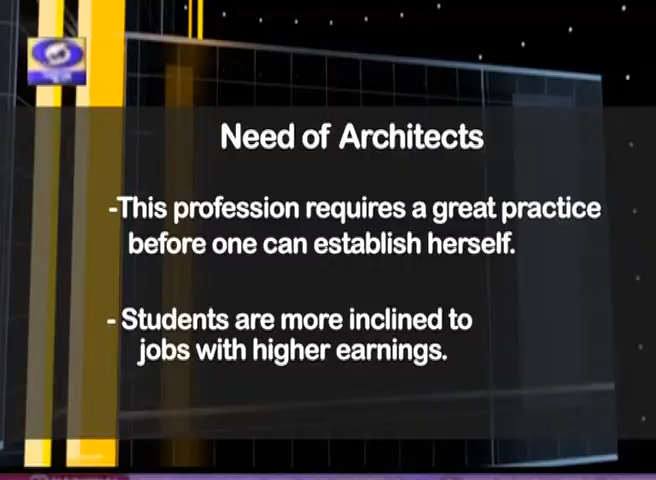 Need of Architects
-This profession requires a great practice
before one can establish herself.
- Students are more inclined to
jobs with higher earnings.